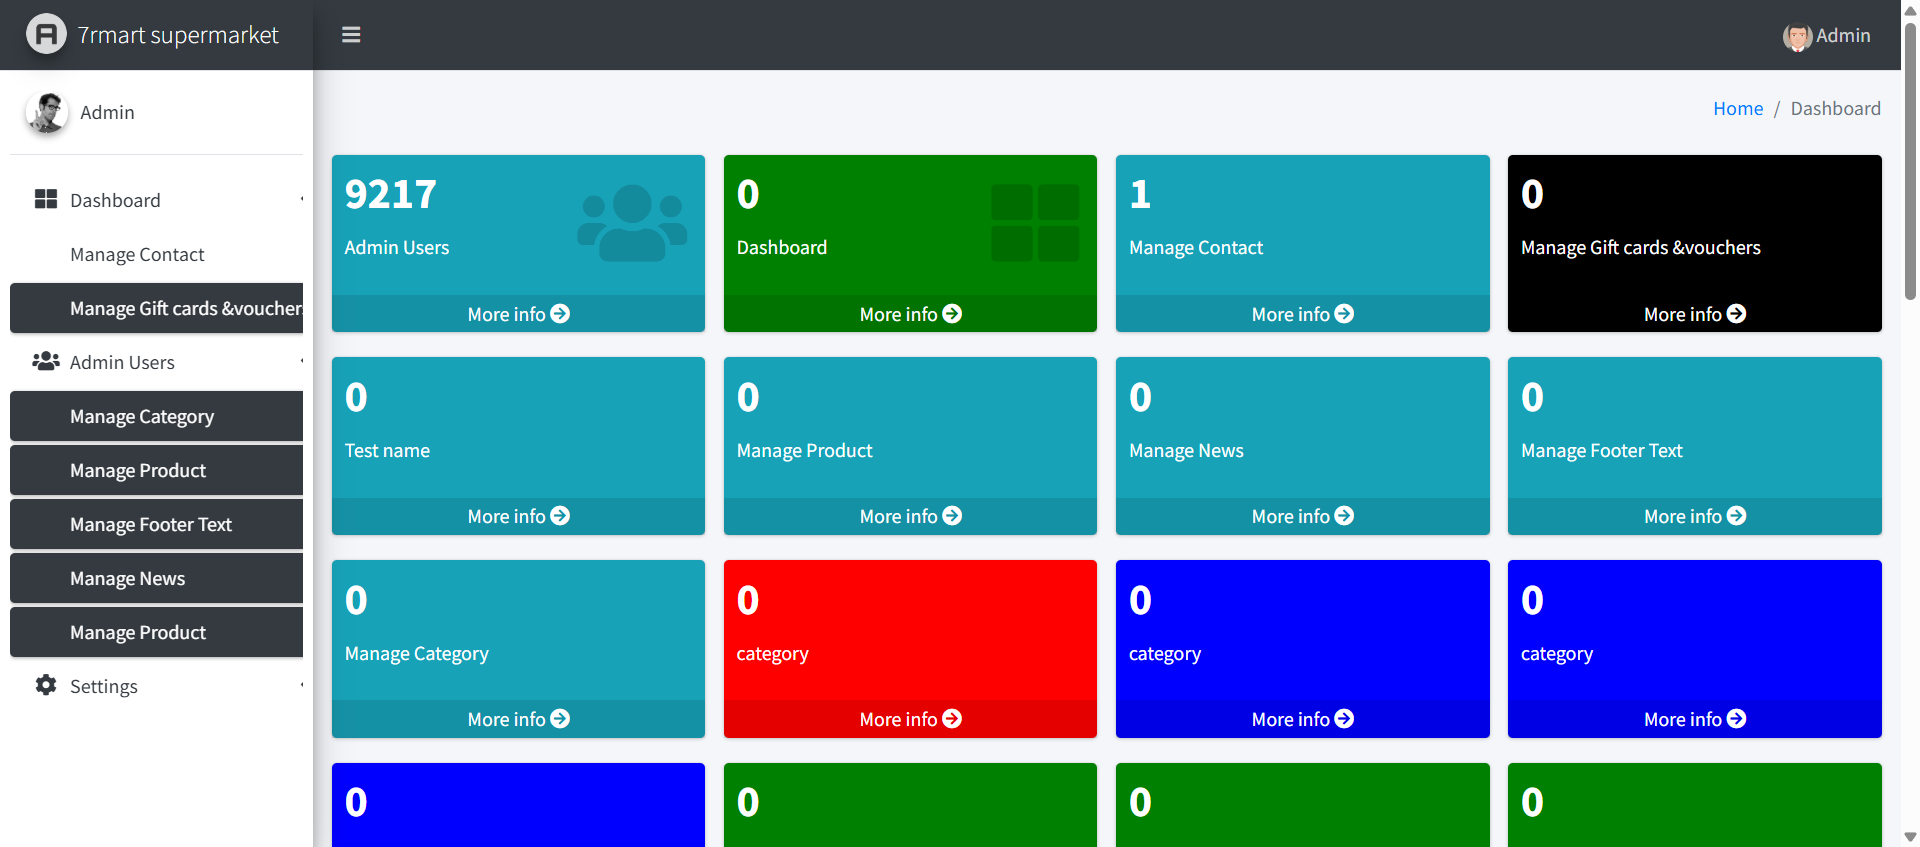 7rmart supermarket
Admin
Admin
Home / Dashboard
Dashboard
Manage Contact
Manage Gift cards &voucher
Admin Users
Manage Category
Manage Product
Manage Footer Text
Manage News
Manage Product
Settings
9217
Admin Users
More info
0
Dashboard
More info
1
Manage Contact
More info
0
Manage Gift cards &vouchers
More info
0
Test name
More info
0
Manage Product
More info
0
Manage News
More info
0
Manage Footer Text
More info
0
Manage Category
More info
0
category
More info
0
category
More info
0
category
More info
0
0
0
0